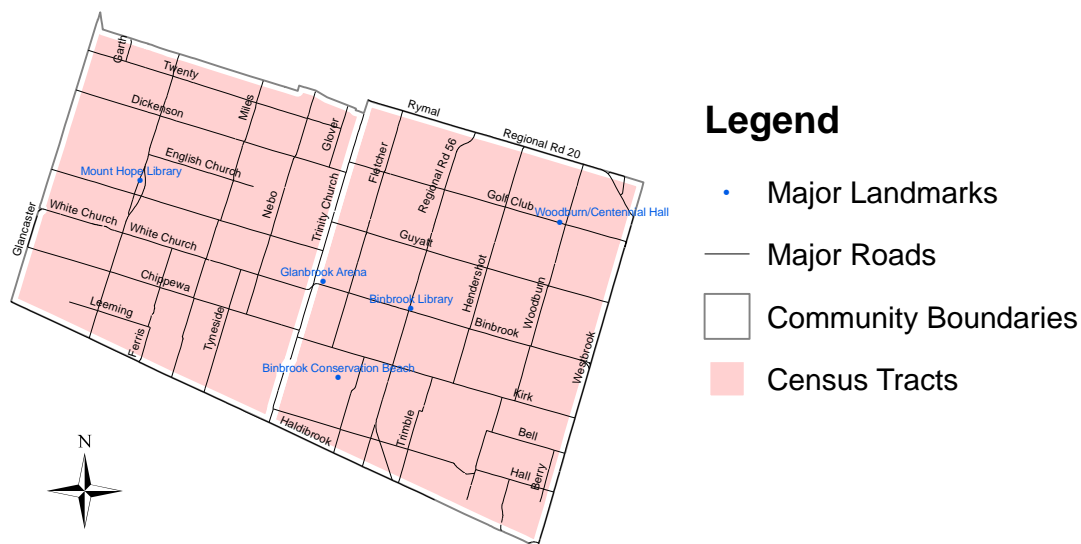 Garth
Twenty
Rymal
Regional Rd 20
Dickenson
Miles
Glover
Fletcher
Regional Rd 56
English Church
Mount Hope Library
Golf Club
Woodburn/Centennial Hall
Nebo
Trinity Church
White Church
White Church
Glancaster
Guyatt
Glanbrook Arena
Chippewa
Hendershot
Woodburn
Binbrook Library
Leeming
Ferris
Tyneside
Binbrook
Westbrook
Binbrook Conservation Beach
Kirk
Haldibrook
Trimble
Bell
Hall
Berry
N
Legend
Major Landmarks
Major Roads
Community Boundaries
Census Tracts